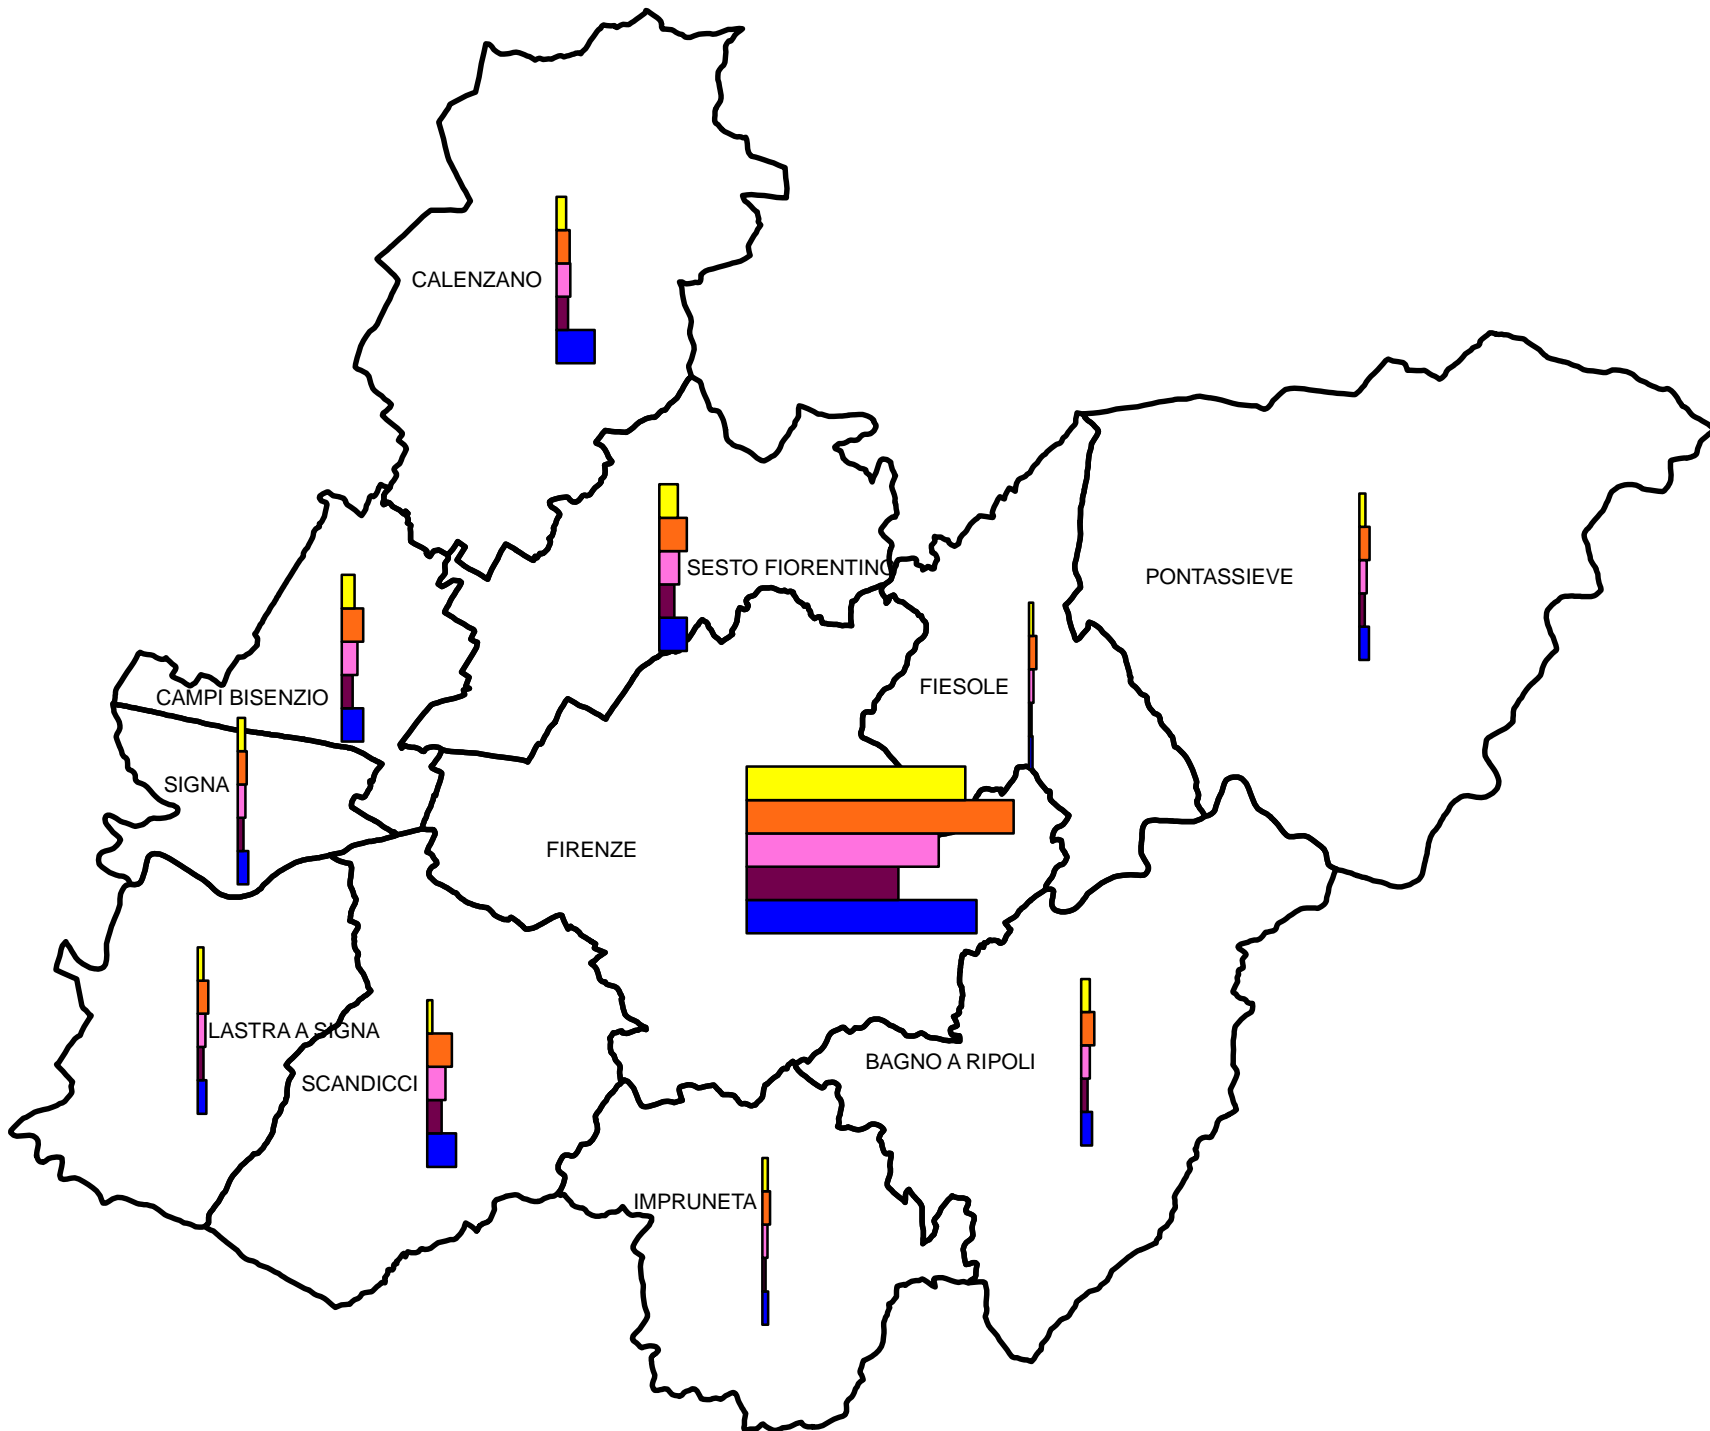 CALENZANO
SESTO FIORENTINO
PONTASSIEVE
FIESOLE
CAMPI BISENZIO
SIGNA
FIRENZE
LASTRA A SIGNA
BAGNO A RIPOLI
SCANDICCI
IMPRUNETA